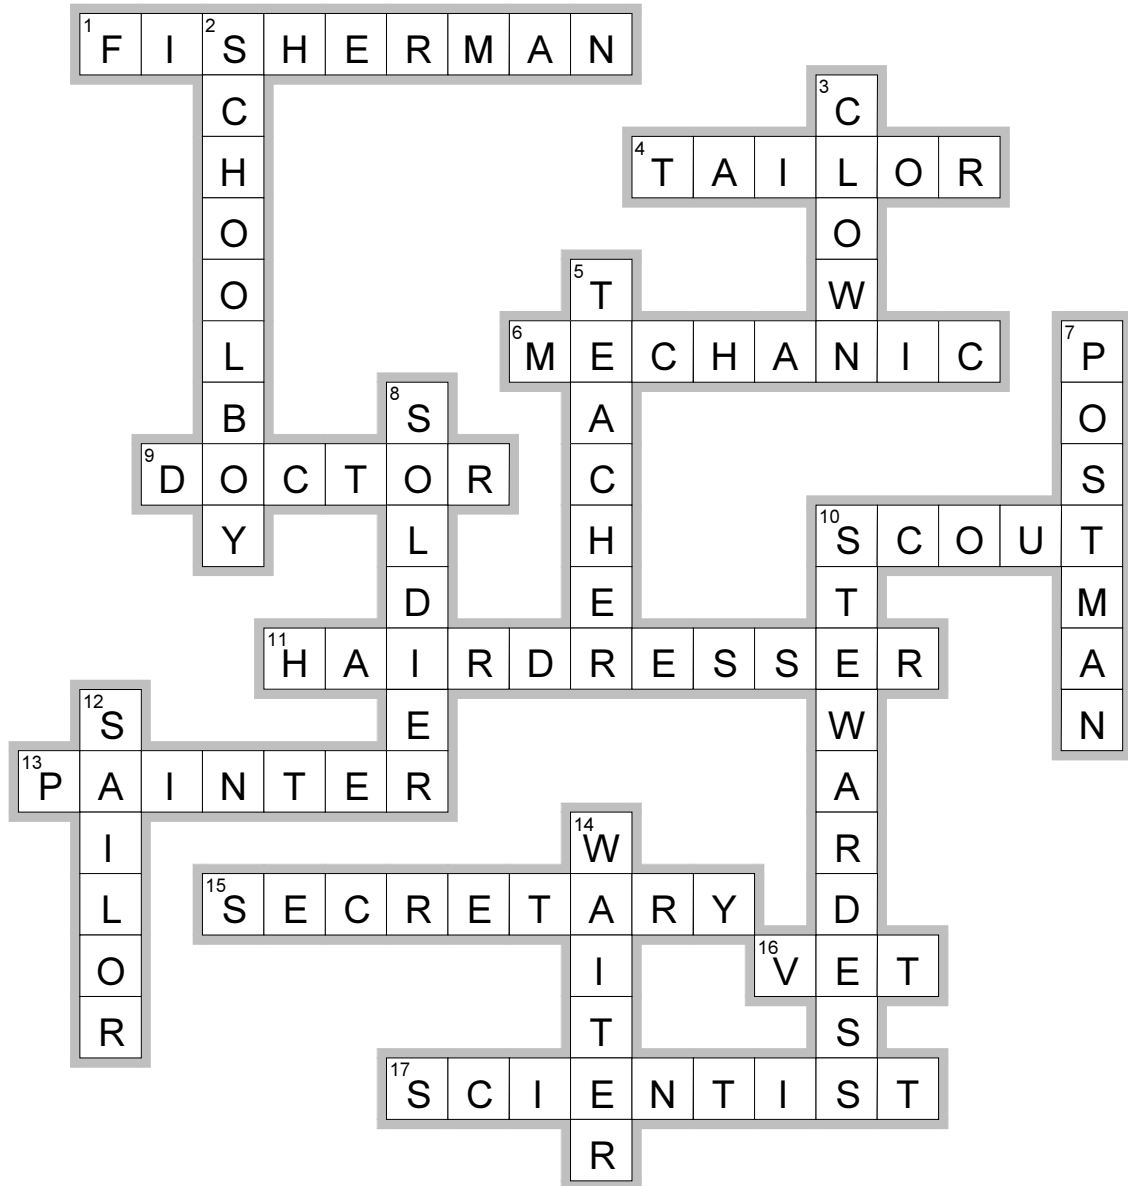 1 FISHERMAN
2 SCHOOLBOY
3 CLOWN
4 TAILOR
5 TEACHER
6 MECHANIC
7 POSTMAN
8 SOLDIER
9 DOCTOR
10 SCOUT
STEWARDESS
11 HAIRDRESSER
12 SAILOR
13 PAINTER
14 WAITER
15 SECRETARY
16 VET
17 SCIENTIST